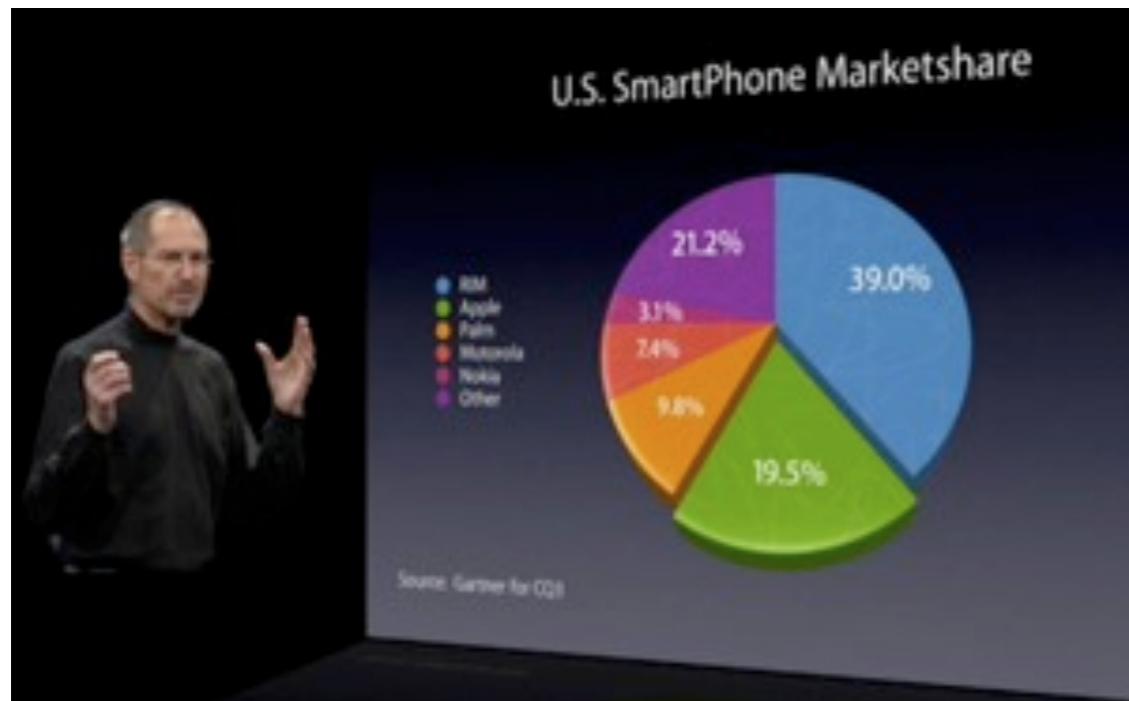 U.S. SmartPhone Marketshare
21.2%
39.0%
3.1%
7.4%
9.8%
19.5%
RIM
Apple
Palm
Motorola
Nokia
Other
Source: Gartner for